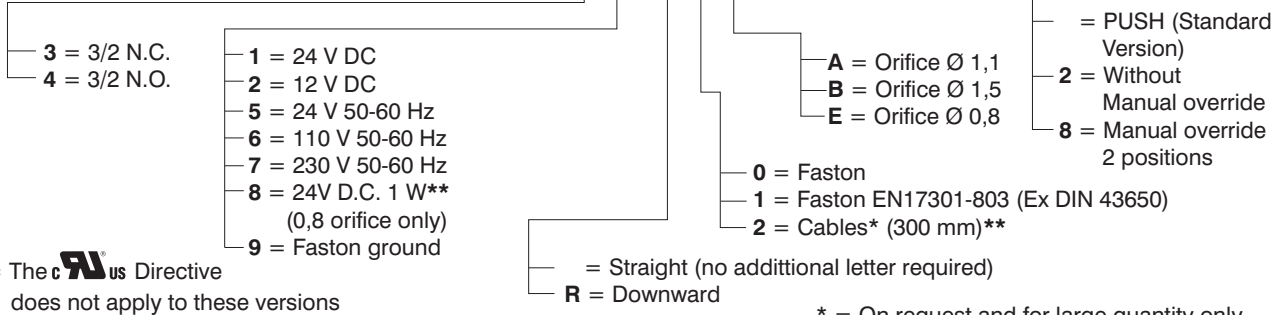 3 = 3/2 N.C.
4 = 3/2 N.O.
1 = 24 V DC
2 = 12 V DC
5 = 24 V 50-60 Hz
6 = 110 V 50-60 Hz
7 = 230 V 50-60 Hz
8 = 24V D.C. 1 W**
(0,8 orifice only)
9 = Faston ground
The c RU® us Directive
does not apply to these versions
= Straight (no addittional letter required)
R = Downward
0 = Faston
1 = Faston EN17301-803 (Ex DIN 43650)
2 = Cables* (300 mm)**
A = Orifice Ø 1,1
B = Orifice Ø 1,5
E = Orifice Ø 0,8
= PUSH (Standard
Version)
2 = Without
Manual override
8 = Manual override
2 positions
* = On request and for large quantity only